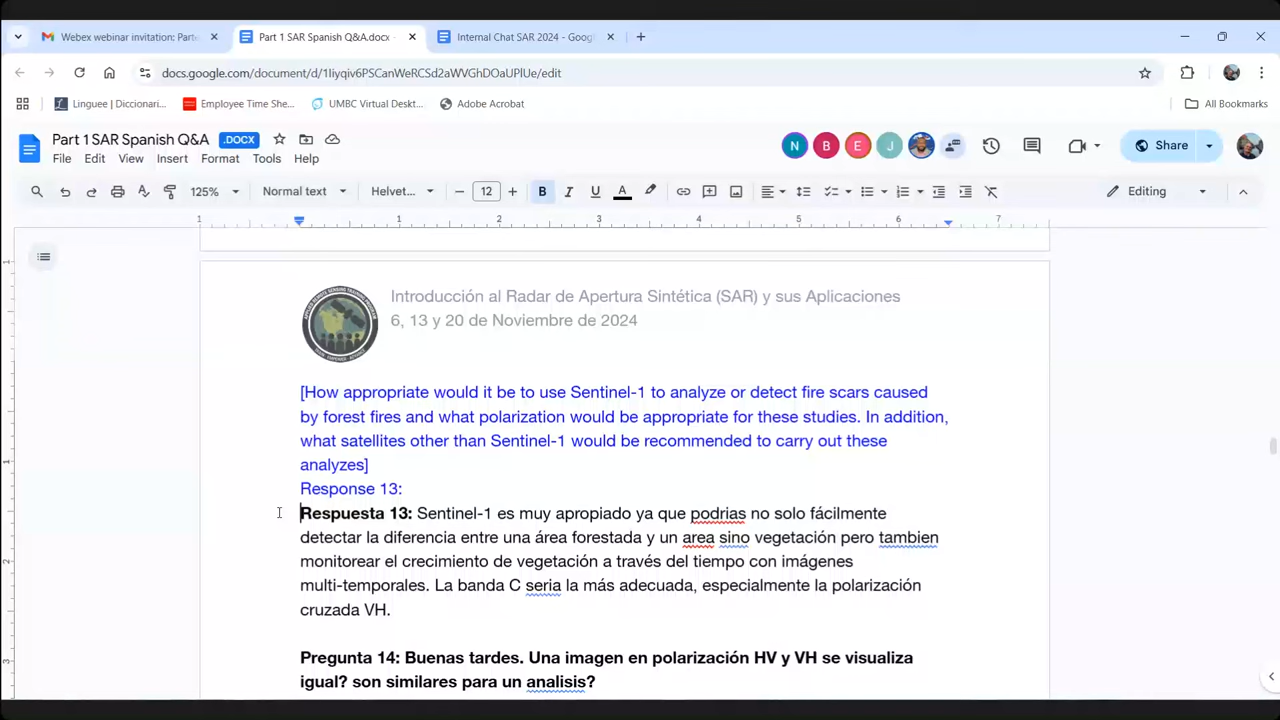 Webex webinar invitation: Parte
Part 1 SAR Spanish Q&A.docx
Internal Chat SAR 2024 - Goog
docs.google.com/document/d/1Iiyqiv6PSCanWeRCSd2aWVGhDOaUPlUe/edit
Linguee | Diccionari...
Employee Time She...
UMBC Virtual Deskt...
Adobe Acrobat
All Bookmarks
Part 1 SAR Spanish Q&A
.DOCX
N B E J
Share
File Edit View Insert Format Tools Help
125% Normal text Helvet... 12 B I U A Editing
1 1 2 3 4 5 6 7
Introducción al Radar de Apertura Sintética (SAR) y sus Aplicaciones
6, 13 y 20 de Noviembre de 2024
[How appropriate would it be to use Sentinel-1 to analyze or detect fire scars caused
by forest fires and what polarization would be appropriate for these studies. In addition,
what satellites other than Sentinel-1 would be recommended to carry out these
analyzes]
Response 13:
Respuesta 13: Sentinel-1 es muy apropiado ya que podrias no solo fácilmente
detectar la diferencia entre una área forestada y un area sino vegetación pero tambien
monitorear el crecimiento de vegetación a través del tiempo con imágenes
multi-temporales. La banda C seria la más adecuada, especialmente la polarización
cruzada VH.
Pregunta 14: Buenas tardes. Una imagen en polarización HV y VH se visualiza
igual? son similares para un analisis?